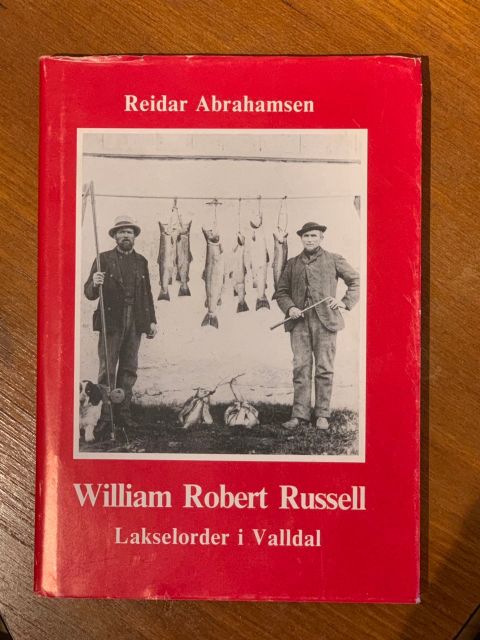 Reidar Abrahamsen
William Robert Russell
Lakselorder i Valldal